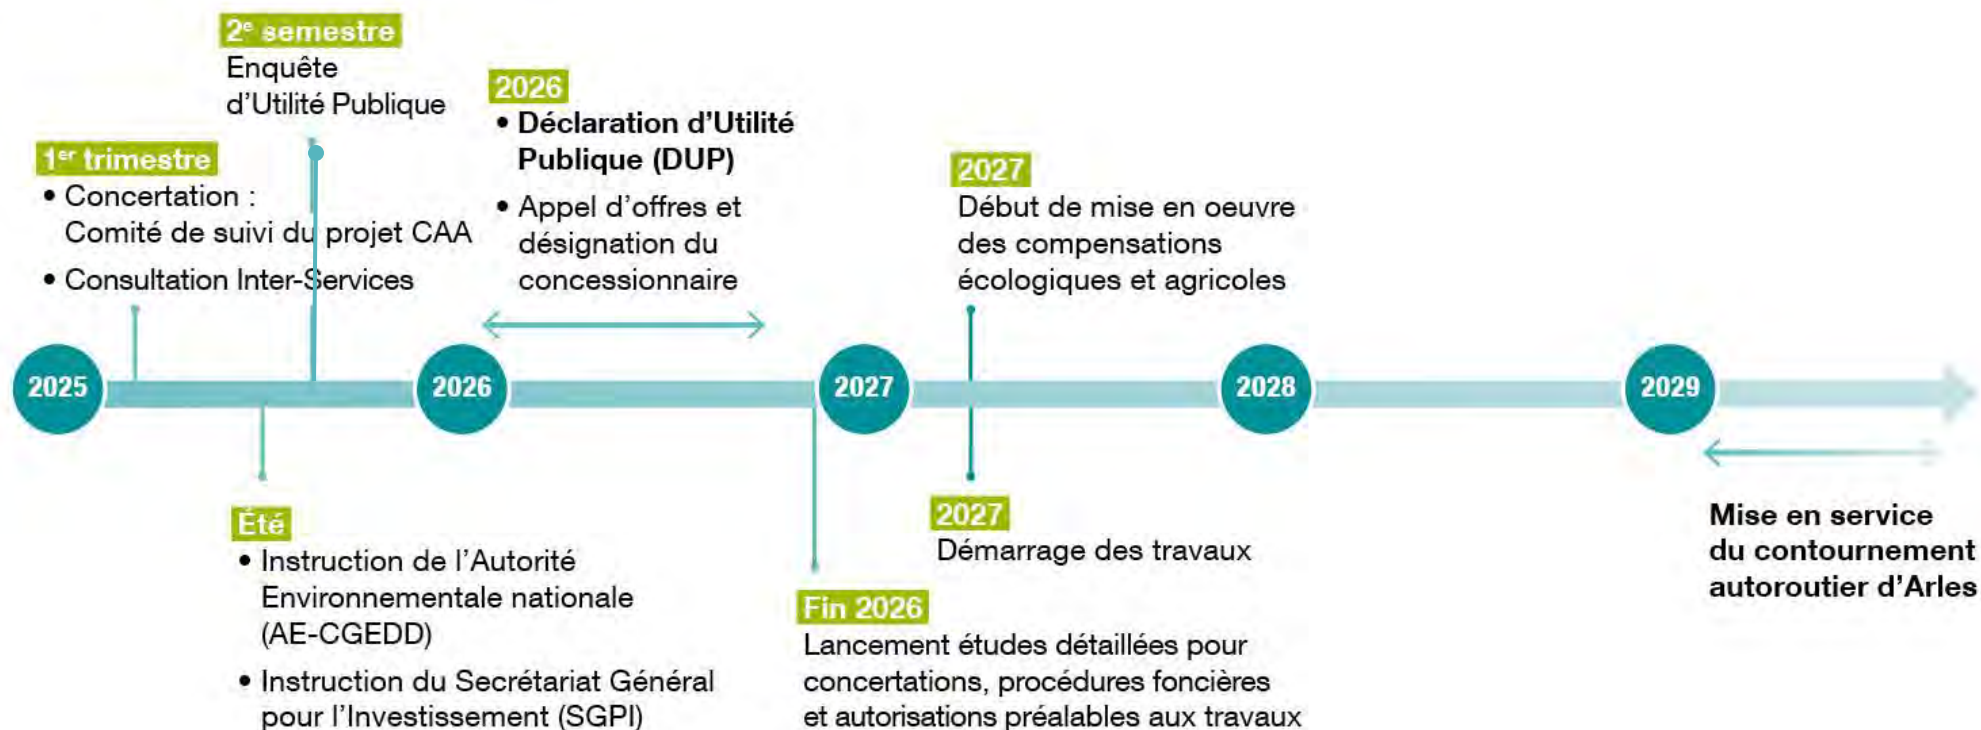 2e semestre
Enquête
d'Utilité Publique
1er trimestre
• Concertation :
Comité de suivi du projet CAA
• Consultation Inter-Services
2026
• Déclaration d'Utilité
Publique (DUP)
• Appel d'offres et
désignation du
concessionnaire
2027
Début de mise en oeuvre
des compensations
écologiques et agricoles
2025
2026
2027
2028
2029
Été
• Instruction de l'Autorité
Environnementale nationale
(AE-CGEDD)
• Instruction du Secrétariat Général
pour l'Investissement (SGPI)
Fin 2026
Lancement études détaillées pour
concertations, procédures foncières
et autorisations préalables aux travaux
2027
Démarrage des travaux
Mise en service
du contournement
autoroutier d'Arles